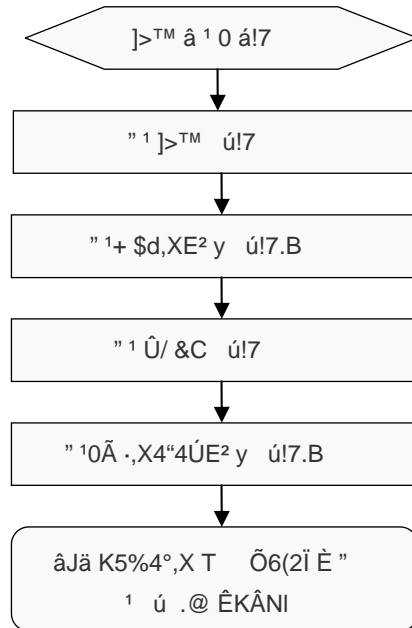 ]>™ â ¹ 0 á!7
” ¹ ]>™ ú!7
” ¹+ $d,XE² y ú!7.B
” ¹ Û/ &C ú!7
” ¹0Ã ·,X4“4ÚE² y ú!7.B
âJä K5%4°,X T Õ6(2Ï È ”
¹ ú .@ ÊKÂNI